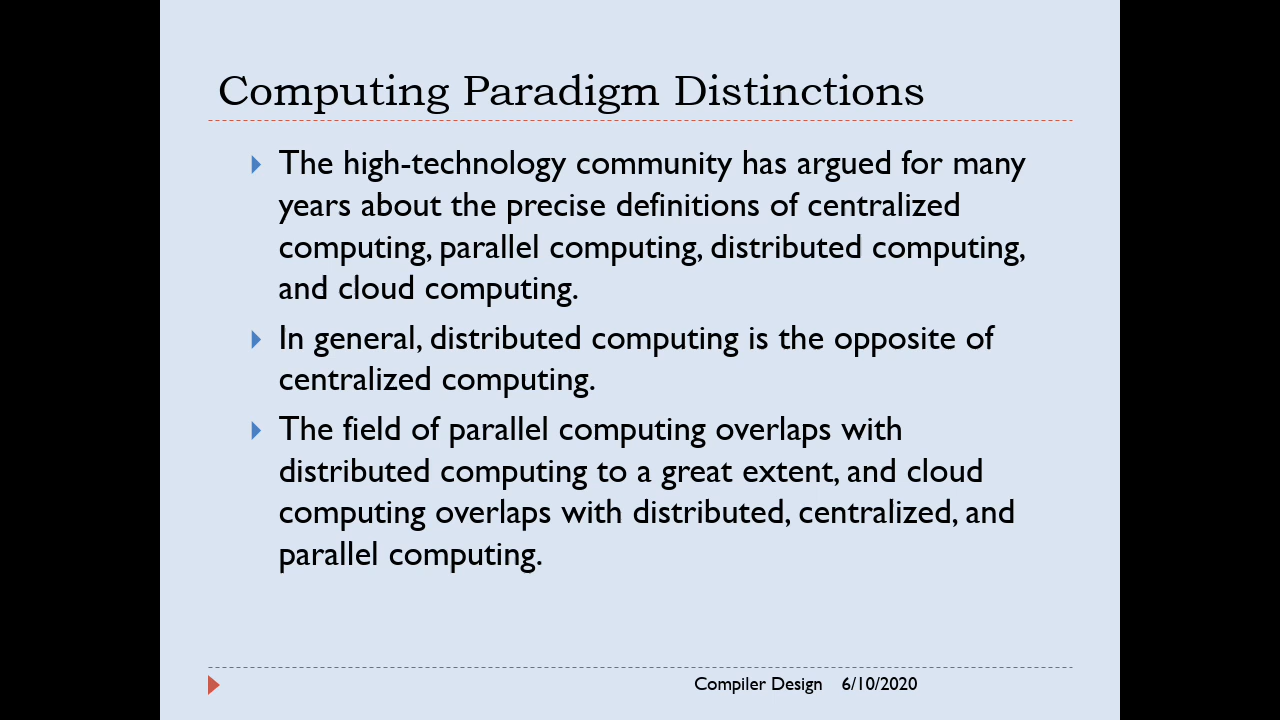 Computing Paradigm Distinctions
The high-technology community has argued for many
years about the precise definitions of centralized
computing, parallel computing, distributed computing,
and cloud computing.
In general, distributed computing is the opposite of
centralized computing.
The field of parallel computing overlaps with
distributed computing to a great extent, and cloud
computing overlaps with distributed, centralized, and
parallel computing.
Compiler Design 6/10/2020